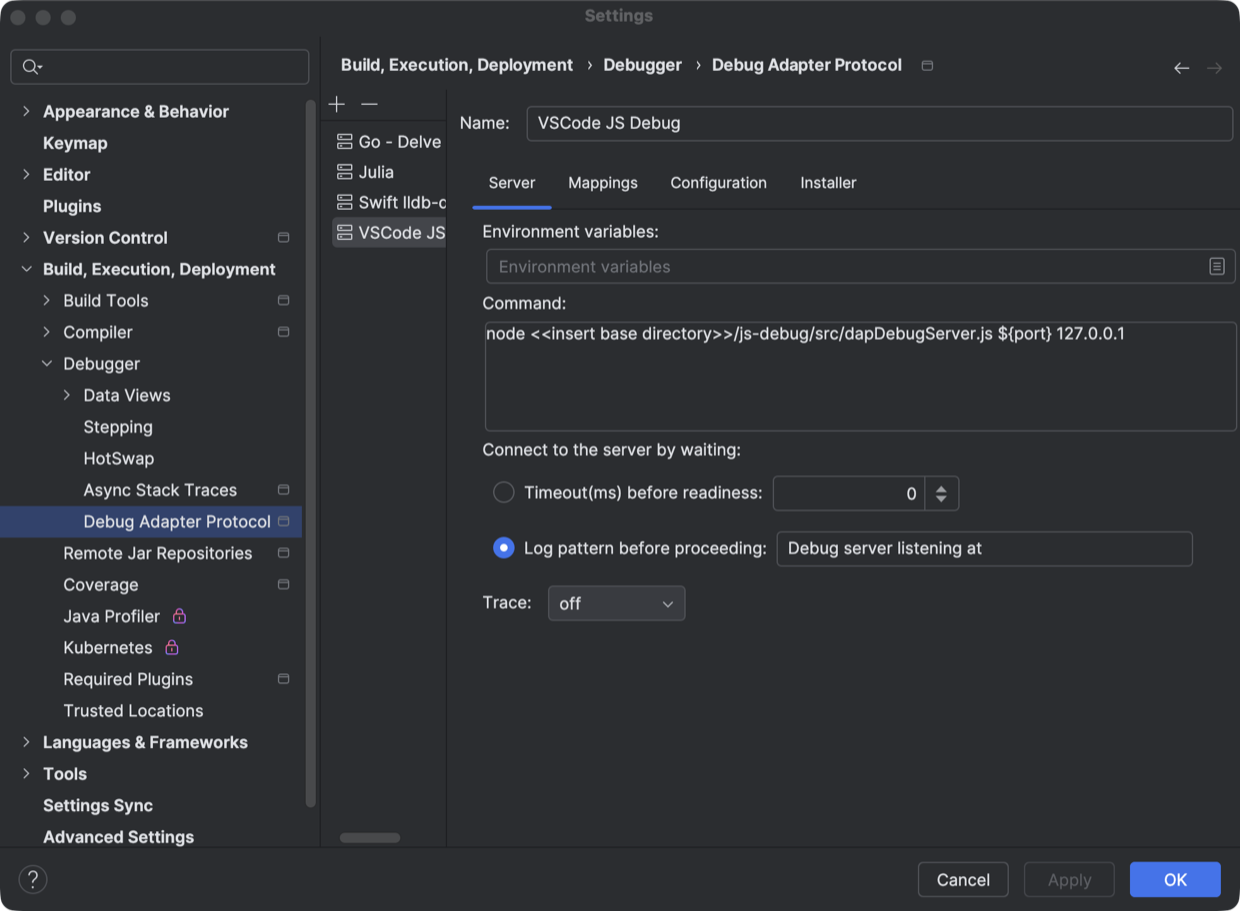 Settings
Build, Execution, Deployment › Debugger › Debug Adapter Protocol
Appearance & Behavior
Keymap
Editor
Plugins
Version Control
Build, Execution, Deployment
Build Tools
Compiler
Debugger
Data Views
Stepping
HotSwap
Async Stack Traces
Debug Adapter Protocol
Remote Jar Repositories
Coverage
Java Profiler
Kubernetes
Required Plugins
Trusted Locations
Languages & Frameworks
Tools
Settings Sync
Advanced Settings
Go - Delve
Julia
Swift lldb-d
VSCode JS
Name: VSCode JS Debug
Server Mappings Configuration Installer
Environment variables:
Environment variables
Command:
node <<insert base directory>>/js-debug/src/dapDebugServer.js ${port} 127.0.0.1
Connect to the server by waiting:
Timeout(ms) before readiness: 0
Log pattern before proceeding: Debug server listening at
Trace: off
? Cancel Apply OK